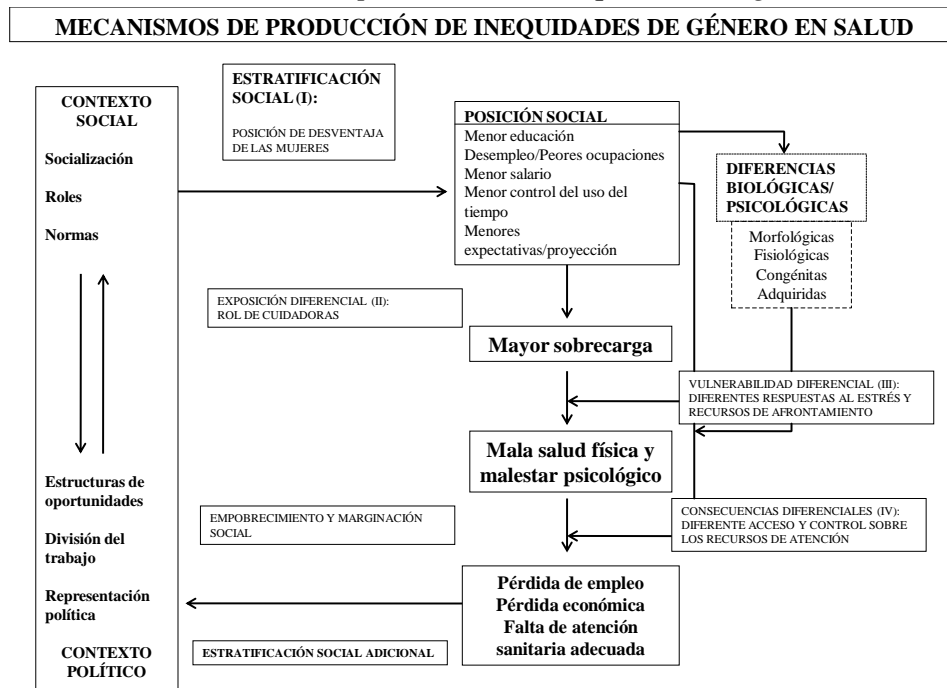 MECANISMOS DE PRODUCCIÓN DE INEQUIDADES DE GÉNERO EN SALUD
CONTEXTO
SOCIAL
Socialización
Roles
Normas
Estructuras de
oportunidades
División del
trabajo
Representación
política
CONTEXTO
POLÍTICO
ESTRATIFICACIÓN
SOCIAL (I):
POSICIÓN DE DESVENTAJA
DE LAS MUJERES
POSICIÓN SOCIAL
Menor educación
Desempleo/Peores ocupaciones
Menor salario
Menor control del uso del
tiempo
Menores
expectativas/proyección
DIFERENCIAS
BIOLÓGICAS/
PSICOLÓGICAS
Morfológicas
Fisiológicas
Congénitas
Adquiridas
EXPOSICIÓN DIFERENCIAL (II):
ROL DE CUIDADORAS
Mayor sobrecarga
VULNERABILIDAD DIFERENCIAL (III):
DIFERENTES RESPUESTAS AL ESTRÉS Y
RECURSOS DE AFRONTAMIENTO
Mala salud física y
malestar psicológico
EMPOBRECIMIENTO Y MARGINACIÓN
SOCIAL
CONSECUENCIAS DIFERENCIALES (IV):
DIFERENTE ACCESO Y CONTROL SOBRE
LOS RECURSOS DE ATENCIÓN
Pérdida de empleo
Pérdida económica
Falta de atención
sanitaria adecuada
ESTRATIFICACIÓN SOCIAL ADICIONAL